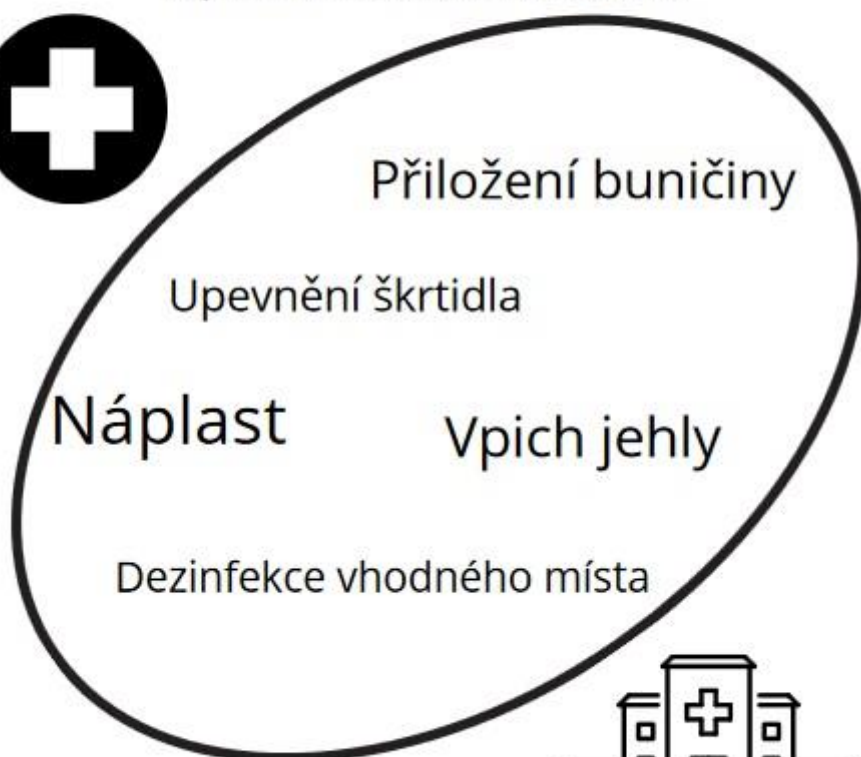 Přiložení buničiny
Upevnění škrtidla
Náplast
Vpich jehly
Dezinfekce vhodného místa